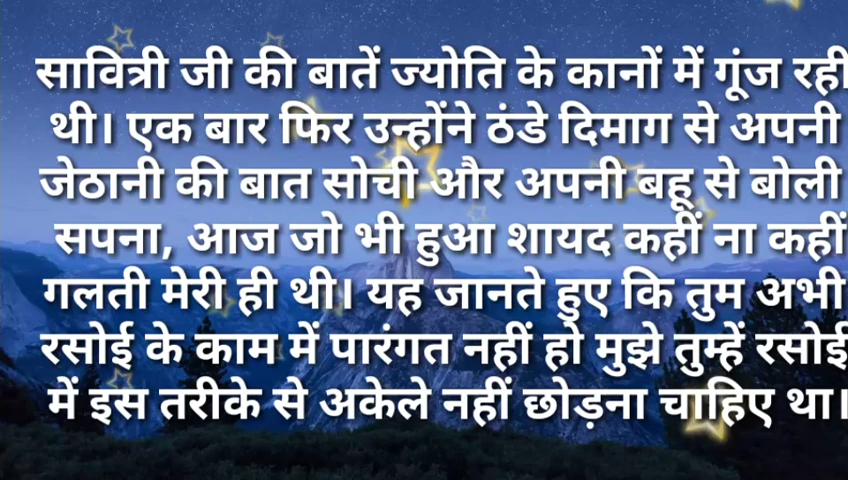 सावित्री जी की बातें ज्योति के कानों में गूंज रही
थी। एक बार फिर उन्होंने ठंडे दिमाग से अपनी
जेठानी की बात सोची और अपनी बहू से बोली
सपना, आज जो भी हुआ शायद कहीं ना कहीं
गलती मेरी ही थी। यह जानते हुए कि तुम अभी
रसोई के काम में पारंगत नहीं हो मुझे तुम्हें रसोई
में इस तरीके से अकेले नहीं छोड़ना चाहिए था।